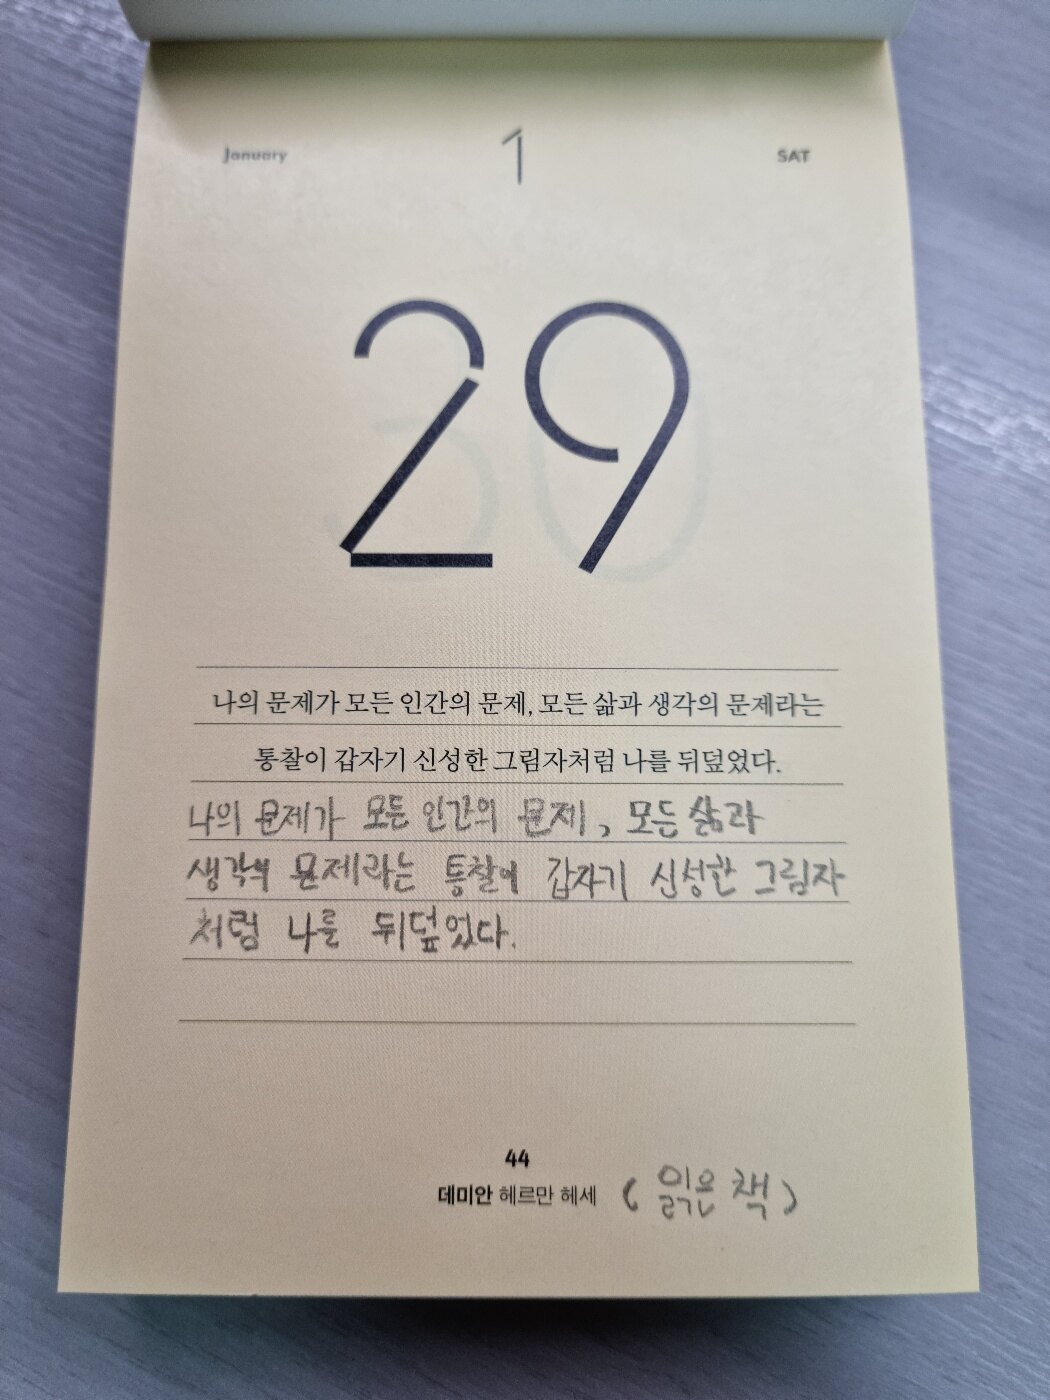 January 1 SAT
29
나의 문제가 모든 인간의 문제, 모든 삶과 생각의 문제라는
통찰이 갑자기 신성한 그림자처럼 나를 뒤덮었다.
나의 문제가 모든 인간의 문제, 모든 삶과
생각의 문제라는 통찰이 갑자기 신성한 그림자
처럼 나를 뒤덮었다.
44
데미안 헤르만 헤세 (읽은 책)